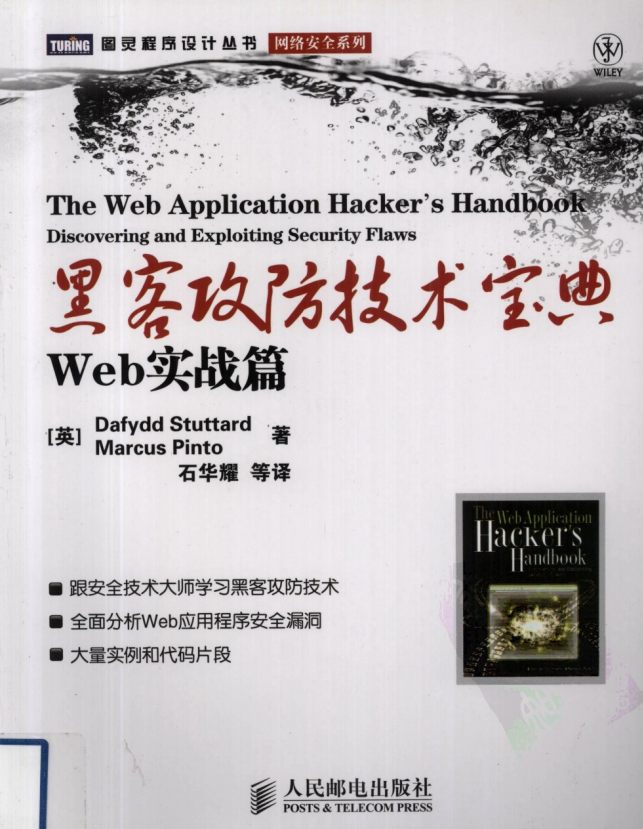 TURING 图灵程序设计丛书 网络安全系列
WILEY
The Web Application Hacker's Handbook
Discovering and Exploiting Security Flaws
黑客攻防技术宝典
Web实战篇
[英] Dafydd Stuttard
Marcus Pinto 著
石华耀 等译
The Web Application
Hacker's
Handbook
■ 跟安全技术大师学习黑客攻防技术
■ 全面分析Web应用程序安全漏洞
■ 大量实例和代码片段
人民邮电出版社
POSTS & TELECOM PRESS